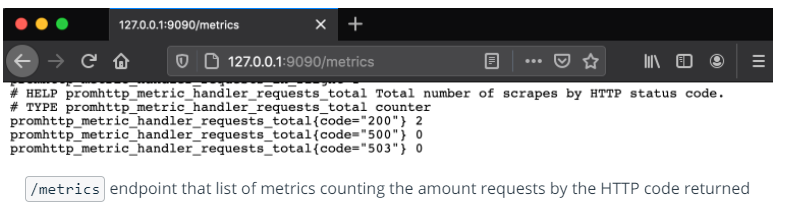 127.0.0.1:9090/metrics
127.0.0.1:9090/metrics
# HELP promhttp_metric_handler_requests_total Total number of scrapes by HTTP status code.
# TYPE promhttp_metric_handler_requests_total counter
promhttp_metric_handler_requests_total{code="200"} 2
promhttp_metric_handler_requests_total{code="500"} 0
promhttp_metric_handler_requests_total{code="503"} 0
/metrics endpoint that list of metrics counting the amount requests by the HTTP code returned